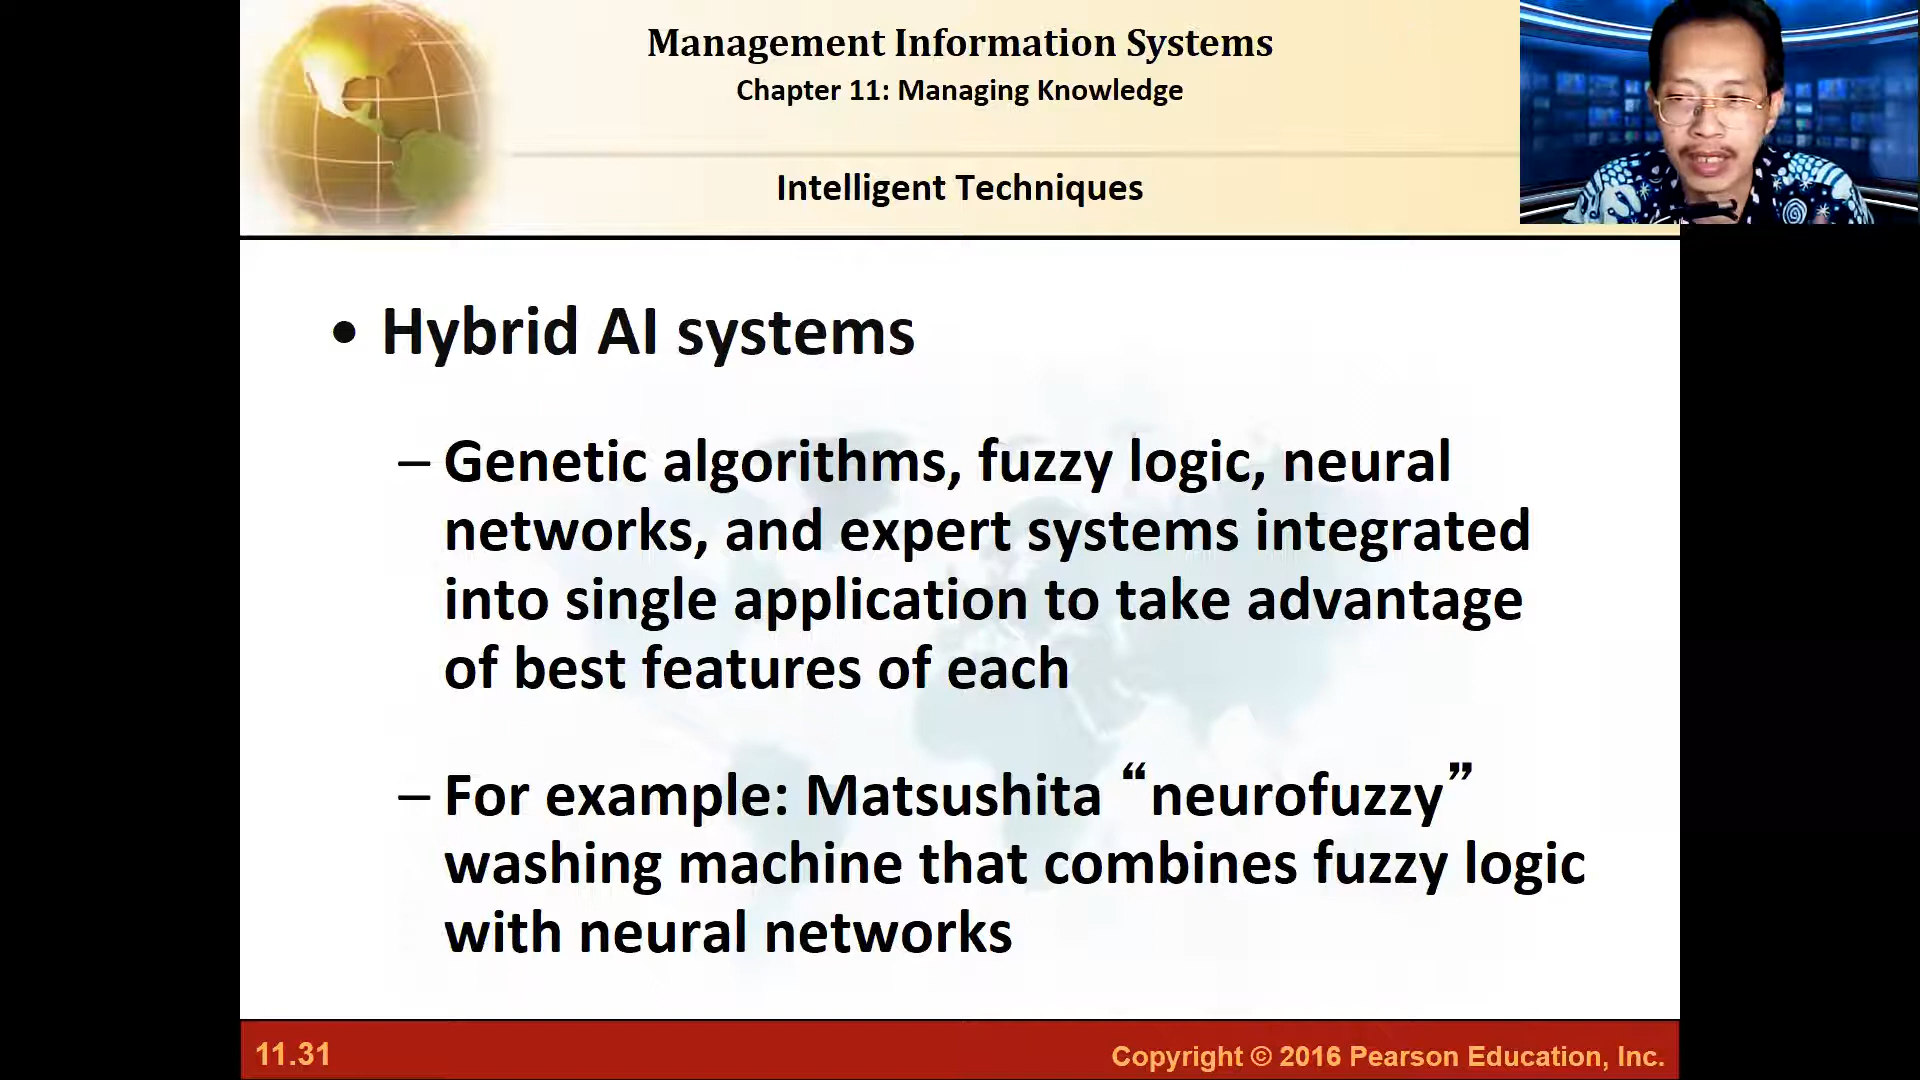 Management Information Systems
Chapter 11: Managing Knowledge
Intelligent Techniques
• Hybrid AI systems
– Genetic algorithms, fuzzy logic, neural
networks, and expert systems integrated
into single application to take advantage
of best features of each
– For example: Matsushita “neurofuzzy”
washing machine that combines fuzzy logic
with neural networks
11.31
Copyright © 2016 Pearson Education, Inc.